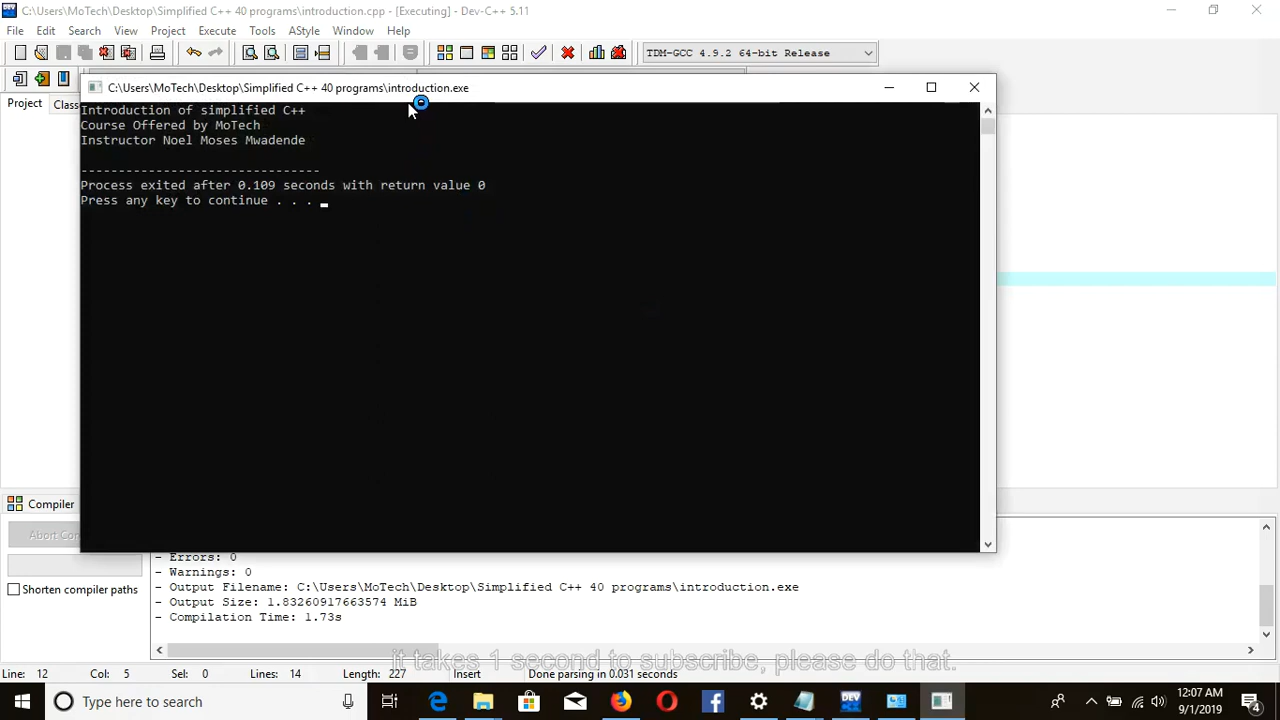 C:\Users\MoTech\Desktop\Simplified C++ 40 programs\introduction.cpp - [Executing] - Dev-C++ 5.11
File Edit Search View Project Execute Tools AStyle Window Help
TDM-GCC 4.9.2 64-bit Release
Project Class
C:\Users\MoTech\Desktop\Simplified C++ 40 programs\introduction.exe
Introduction of simplified C++
Course Offered by MoTech
Instructor Noel Moses Mwadende
--------------------------------
Process exited after 0.109 seconds with return value 0
Press any key to continue . . .
Compiler
Abort Com
- Errors: 0
- Warnings: 0
Shorten compiler paths
- Output Filename: C:\Users\MoTech\Desktop\Simplified C++ 40 programs\introduction.exe
- Output Size: 1.83260917663574 MiB
- Compilation Time: 1.73s
it takes 1 second to subscribe, please do that.
Line: 12 Col: 5 Sel: 0 Lines: 14 Length: 227 Insert Done parsing in 0.031 seconds
Type here to search
DEV
12:07 AM
9/1/2019
4